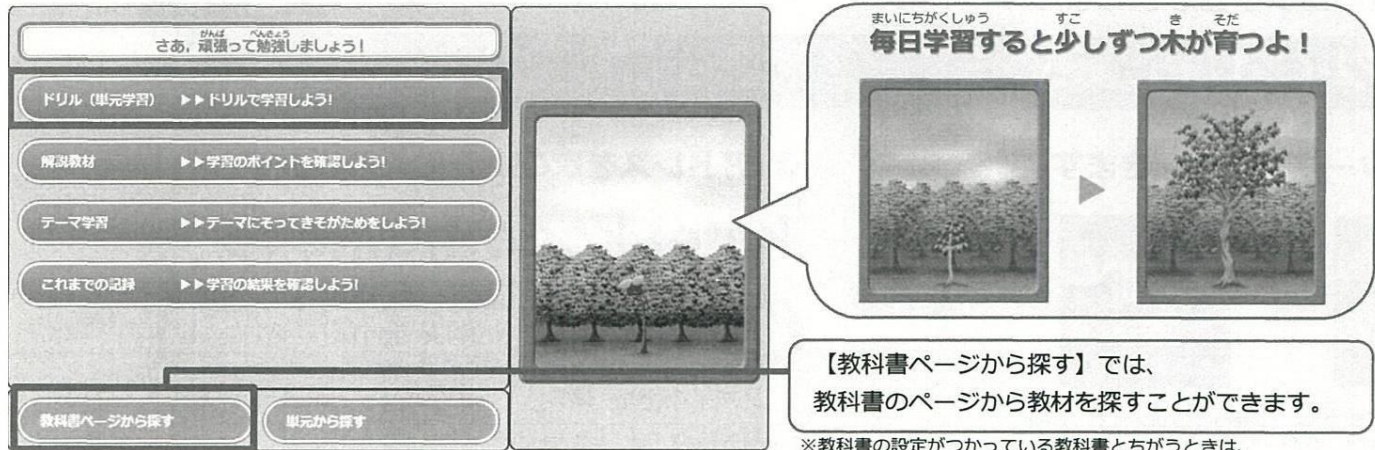 さあ，頑張って勉強しましょう！
がんば べんきょう
ドリル（単元学習） ▶▶ドリルで学習しよう！
解説教材 ▶▶学習のポイントを確認しよう！
テーマ学習 ▶▶テーマにそってきそがためをしよう！
これまでの記録 ▶▶学習の結果を確認しよう！
教科書ページから探す
単元から探す
まいにちがくしゅう すこ き そだ
毎日学習すると少しずつ木が育つよ！
【教科書ページから探す】では、
教科書のページから教材を探すことができます。
※教科書の設定がつかっている教科書とちがうときは、